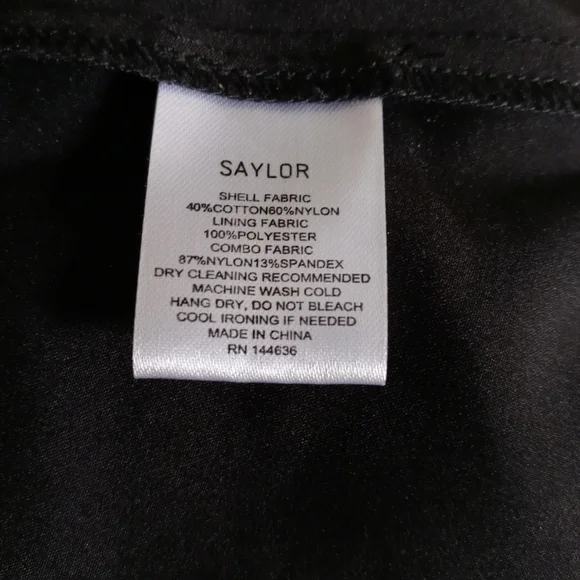 SAYLOR
SHELL FABRIC
40%COTTON60%NYLON
LINING FABRIC
100%POLYESTER
COMBO FABRIC
87%NYLON13%SPANDEX
DRY CLEANING RECOMMENDED
MACHINE WASH COLD
HANG DRY, DO NOT BLEACH
COOL IRONING IF NEEDED
MADE IN CHINA
RN 144636